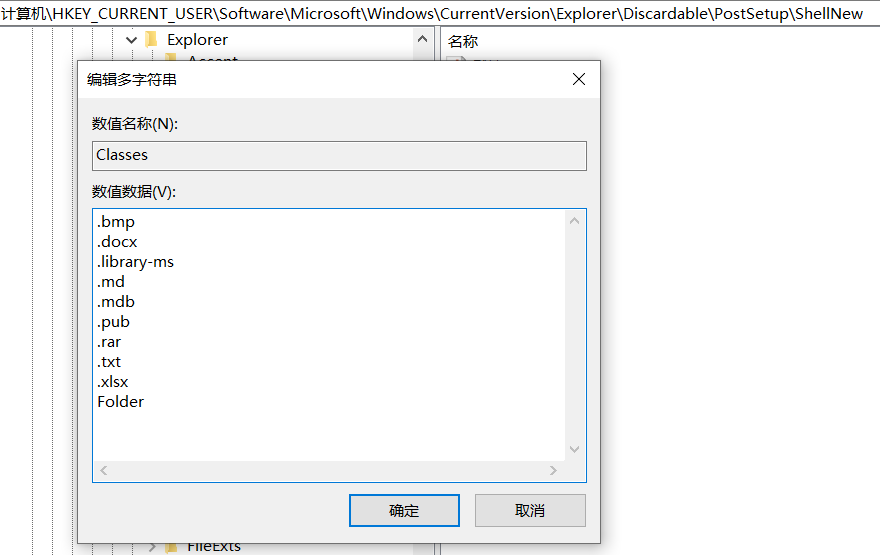 计算机\HKEY_CURRENT_USER\Software\Microsoft\Windows\CurrentVersion\Explorer\Discardable\PostSetup\ShellNew
Explorer
名称
编辑多字符串
数值名称(N):
Classes
数值数据(V):
.bmp
.docx
.library-ms
.md
.mdb
.pub
.rar
.txt
.xlsx
Folder
确定
取消
FileExts